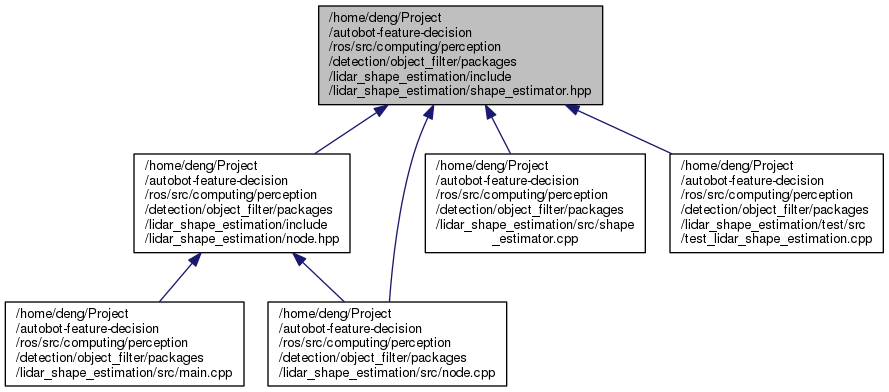 /home/deng/Project
/autobot-feature-decision
/ros/src/computing/perception
/detection/object_filter/packages
/lidar_shape_estimation/include
/lidar_shape_estimation/shape_estimator.hpp
/home/deng/Project
/autobot-feature-decision
/ros/src/computing/perception
/detection/object_filter/packages
/lidar_shape_estimation/include
/lidar_shape_estimation/node.hpp
/home/deng/Project
/autobot-feature-decision
/ros/src/computing/perception
/detection/object_filter/packages
/lidar_shape_estimation/src/shape
_estimator.cpp
/home/deng/Project
/autobot-feature-decision
/ros/src/computing/perception
/detection/object_filter/packages
/lidar_shape_estimation/test/src
/test_lidar_shape_estimation.cpp
/home/deng/Project
/autobot-feature-decision
/ros/src/computing/perception
/detection/object_filter/packages
/lidar_shape_estimation/src/main.cpp
/home/deng/Project
/autobot-feature-decision
/ros/src/computing/perception
/detection/object_filter/packages
/lidar_shape_estimation/src/node.cpp